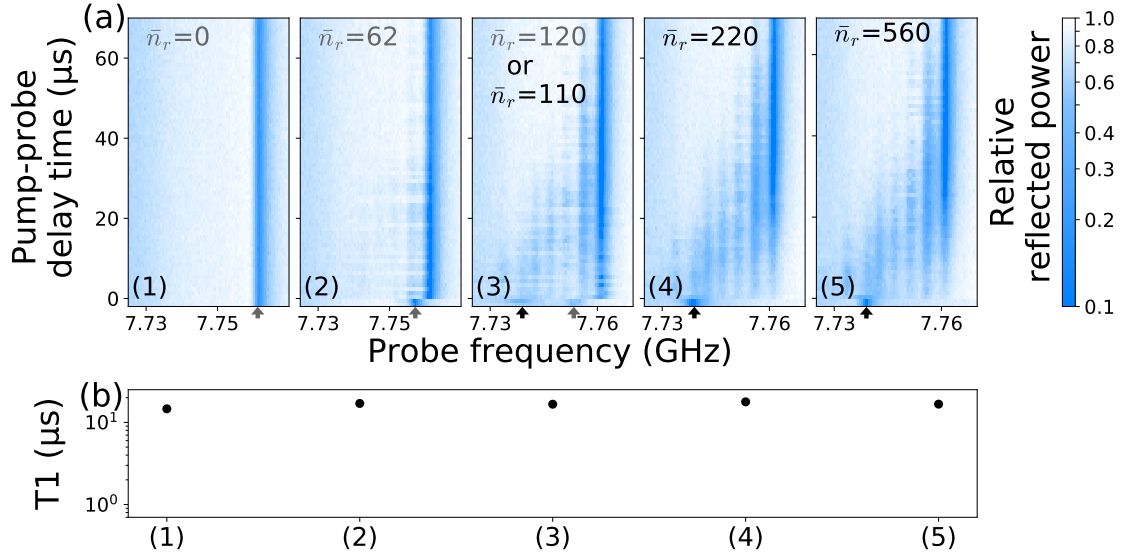 (a)
n̄ᵣ=0
n̄ᵣ=62
n̄ᵣ=120
or
n̄ᵣ=110
n̄ᵣ=220
n̄ᵣ=560
Pump-probe
delay time (μs)
60
40
20
0
(1)
(2)
(3)
(4)
(5)
7.73 7.75
7.73 7.75
7.73 7.76
7.73 7.76
7.73 7.76
Probe frequency (GHz)
Relative
reflected power
1.0
0.8
0.6
0.4
0.3
0.2
0.1
(b)
T1 (μs)
10¹
10⁰
(1) (2) (3) (4) (5)